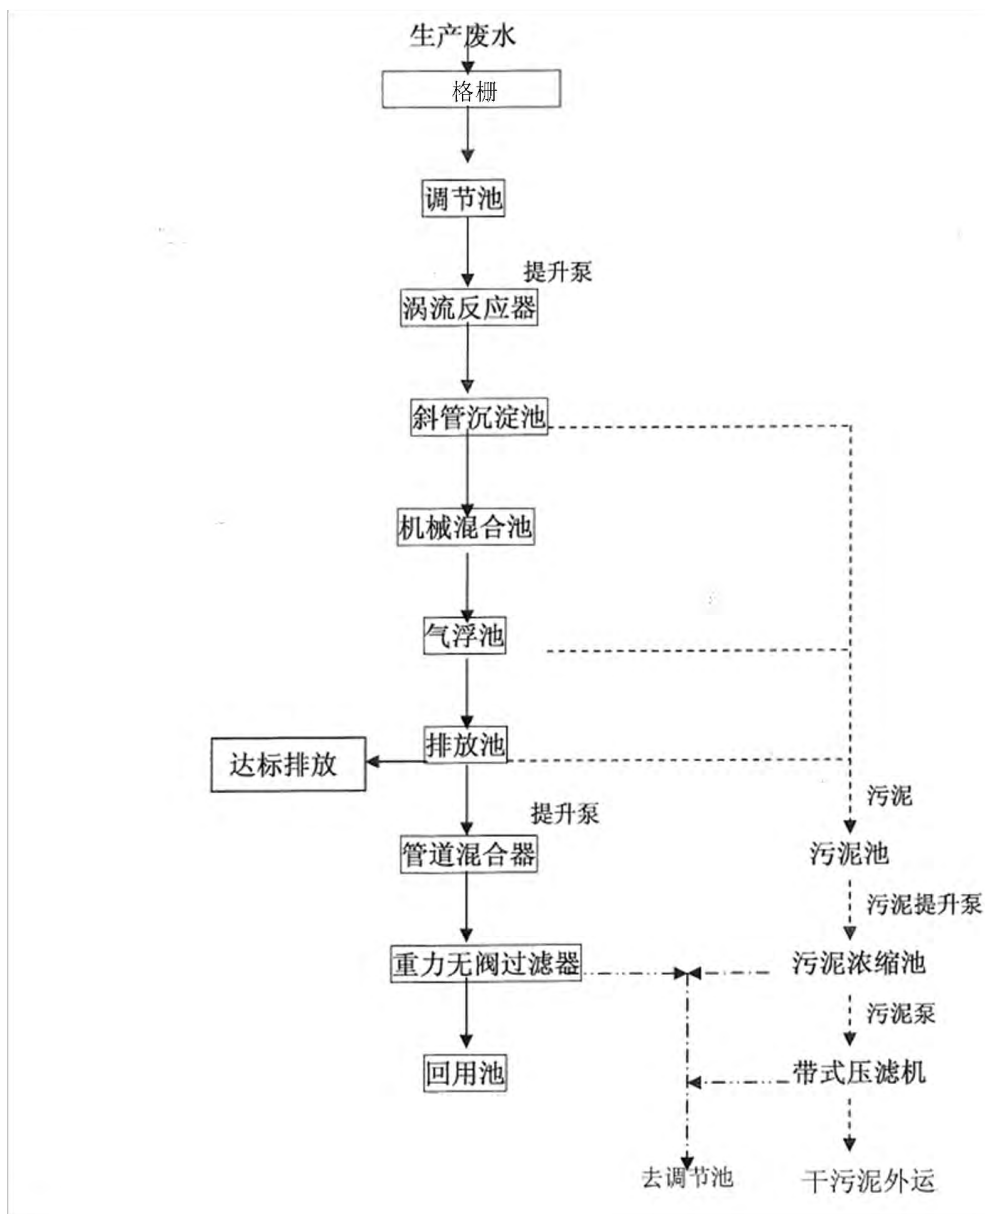 生产废水
格栅
调节池
提升泵
涡流反应器
斜管沉淀池
机械混合池
气浮池
排放池
达标排放
污泥
提升泵
管道混合器
污泥池
污泥提升泵
重力无阀过滤器
污泥浓缩池
污泥泵
回用池
带式压滤机
去调节池
干污泥外运